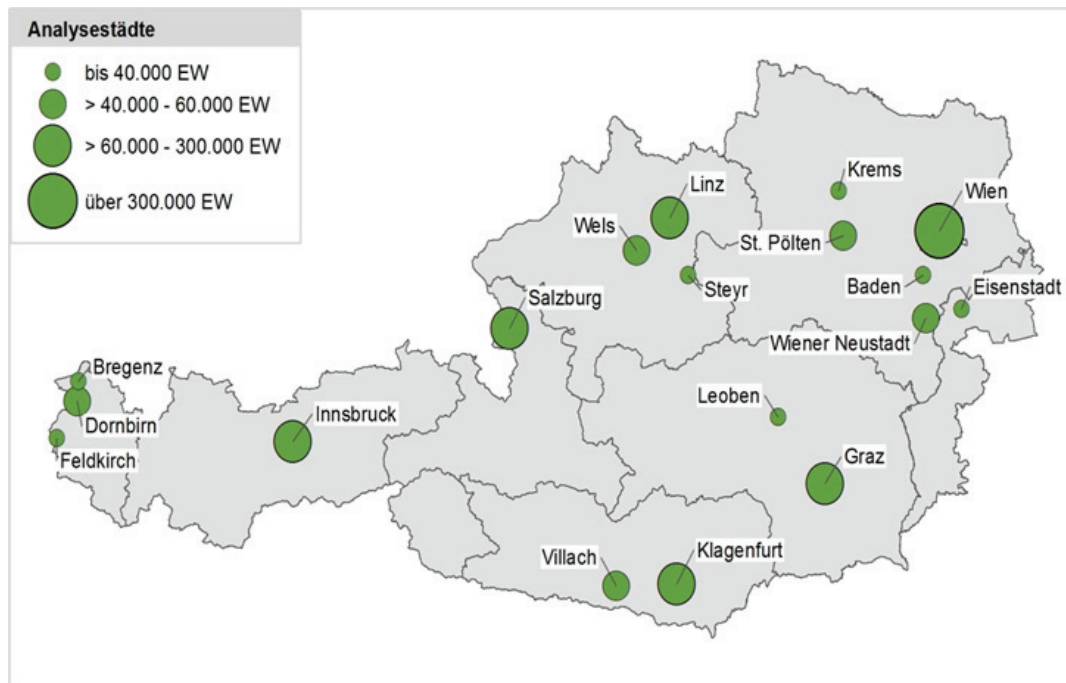 Analysestädte
bis 40.000 EW
> 40.000 - 60.000 EW
> 60.000 - 300.000 EW
über 300.000 EW
Krems
Linz
Wien
Wels
St. Pölten
Steyr
Baden
Eisenstadt
Salzburg
Wiener Neustadt
Bregenz
Leoben
Innsbruck
Dornbirn
Graz
Feldkirch
Klagenfurt
Villach